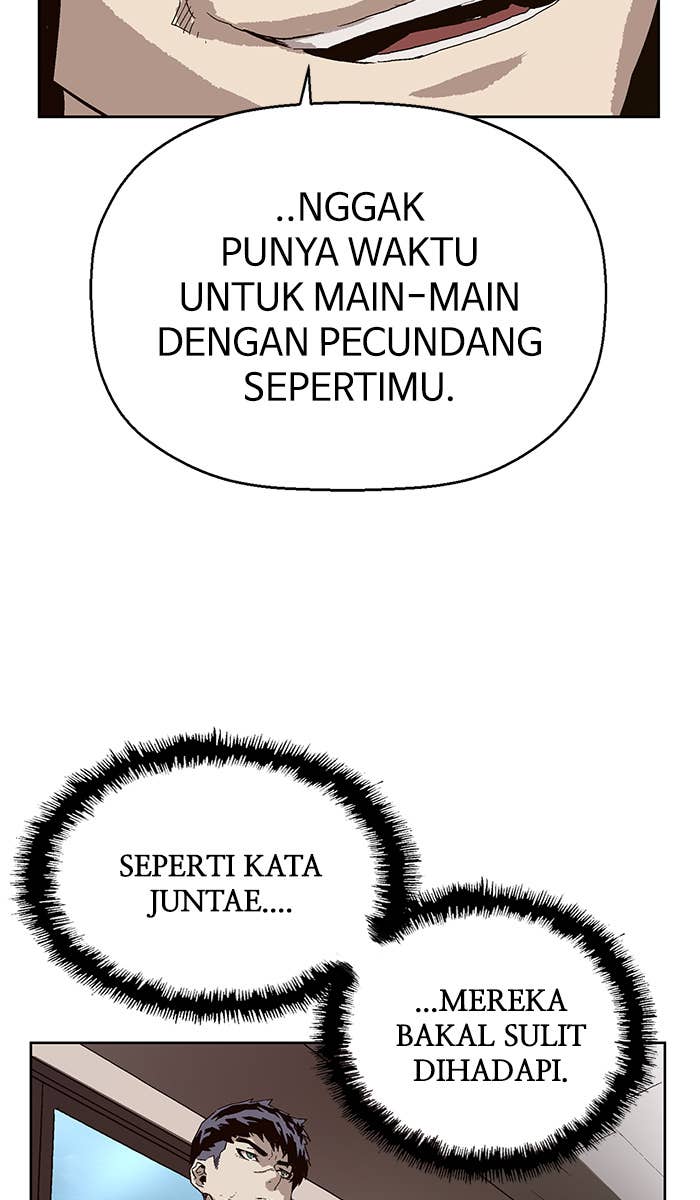 ..NGGAK
PUNYA WAKTU
UNTUK MAIN-MAIN
DENGAN PECUNDANG
SEPERTIMU.
SEPERTI KATA
JUNTAE....
...MEREKA
BAKAL SULIT
DIHADAPI.